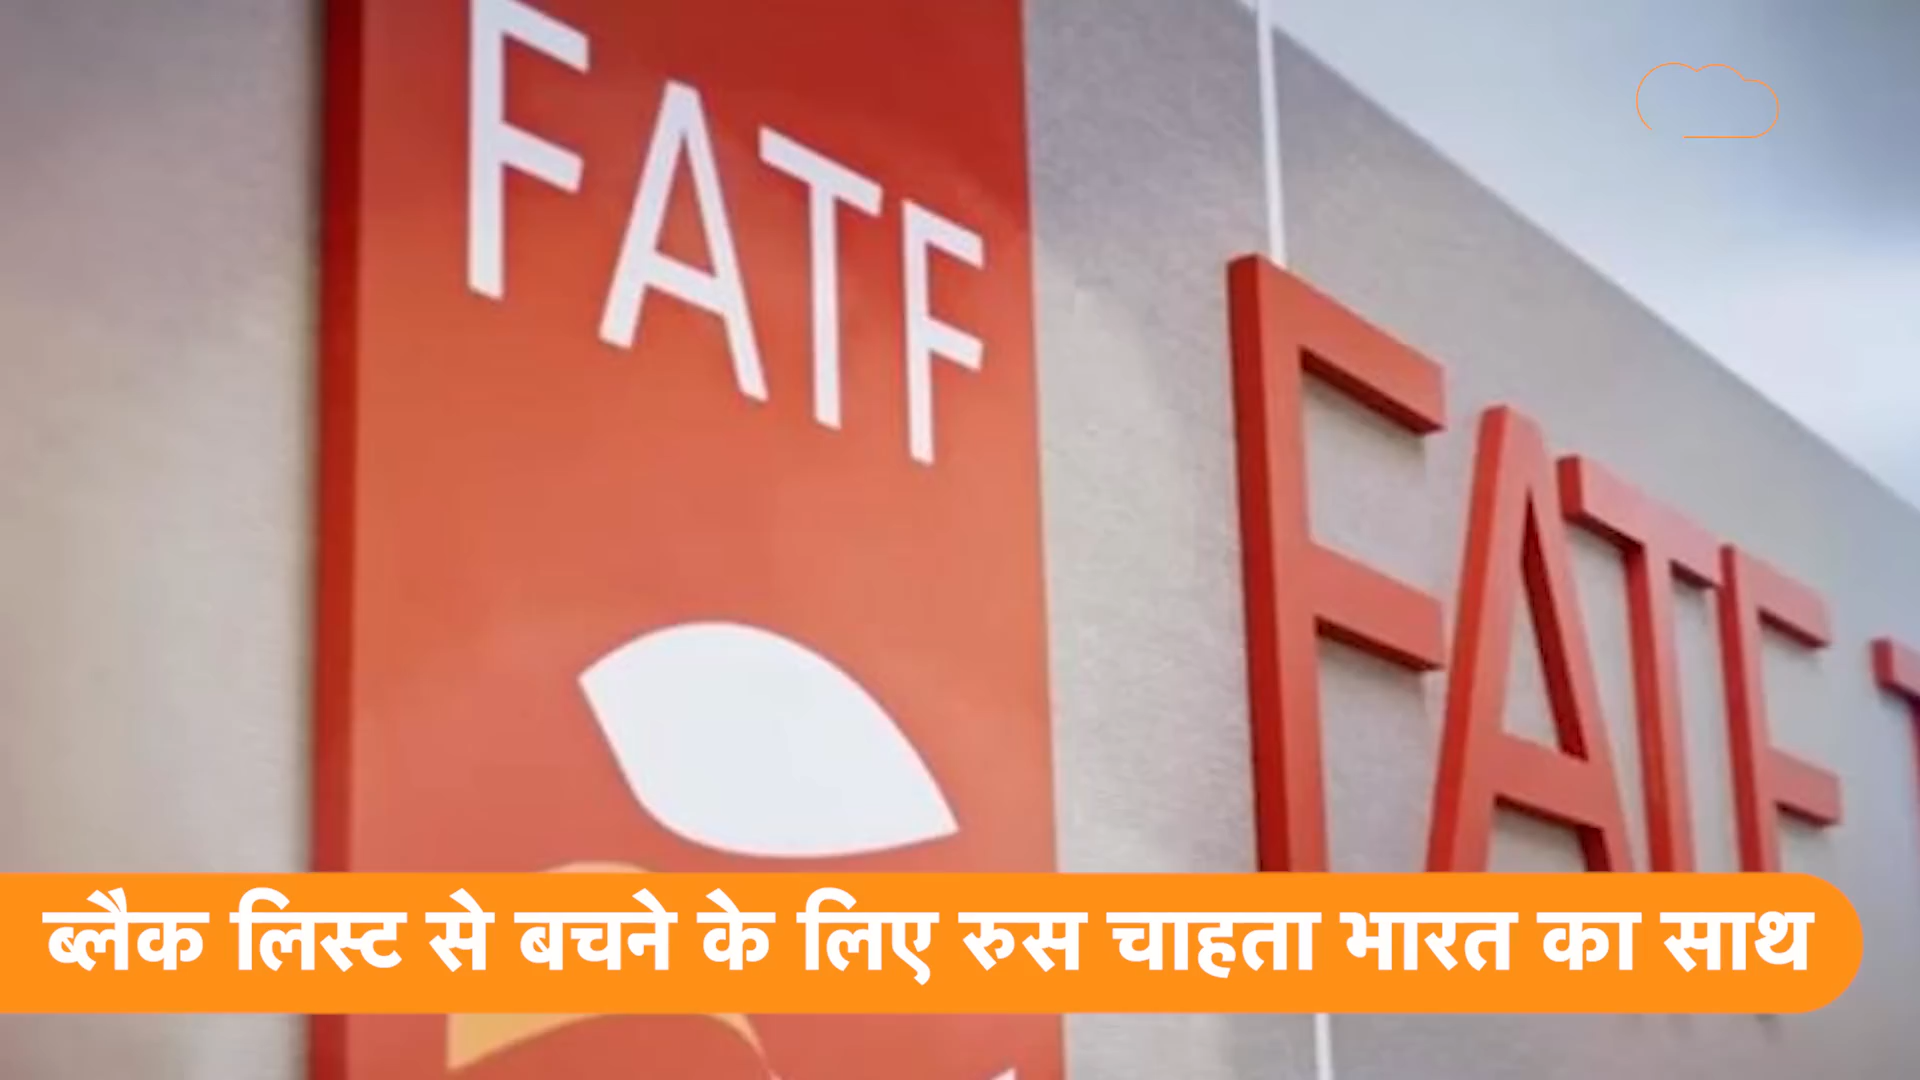 FATF
FATF
ब्लैक लिस्ट से बचने के लिए रुस चाहता भारत का साथ